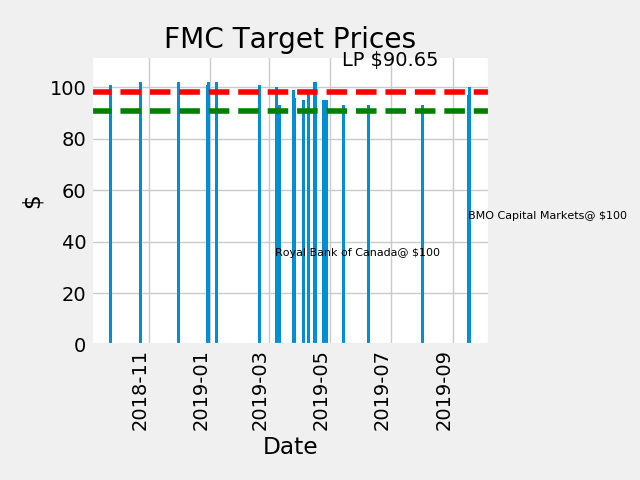 FMC Target Prices
LP $90.65
100
80
60
40
20
0
$
BMO Capital Markets@ $100
Royal Bank of Canada@ $100
2018-11
2019-01
2019-03
2019-05
2019-07
2019-09
Date